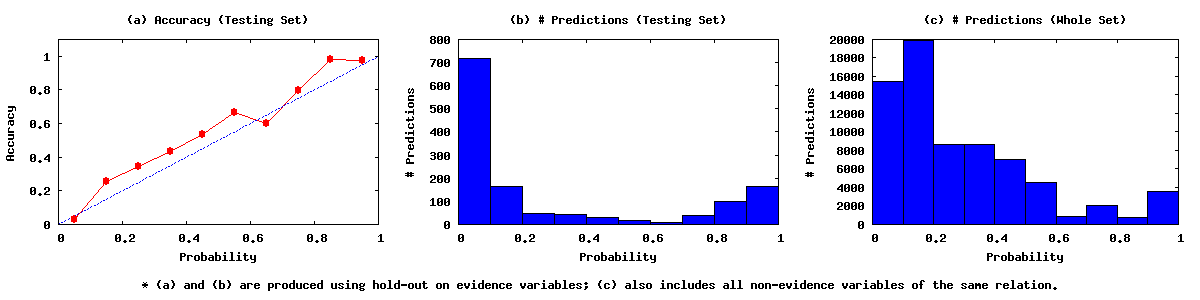 (a) Accuracy (Testing Set)
1
0.8
0.6
0.4
0.2
0
Accuracy
0 0.2 0.4 0.6 0.8 1
Probability
(b) # Predictions (Testing Set)
800
700
600
500
400
300
200
100
0
# Predictions
0 0.2 0.4 0.6 0.8 1
Probability
(c) # Predictions (Whole Set)
20000
18000
16000
14000
12000
10000
8000
6000
4000
2000
0
# Predictions
0 0.2 0.4 0.6 0.8 1
Probability
* (a) and (b) are produced using hold-out on evidence variables; (c) also includes all non-evidence variables of the same relation.